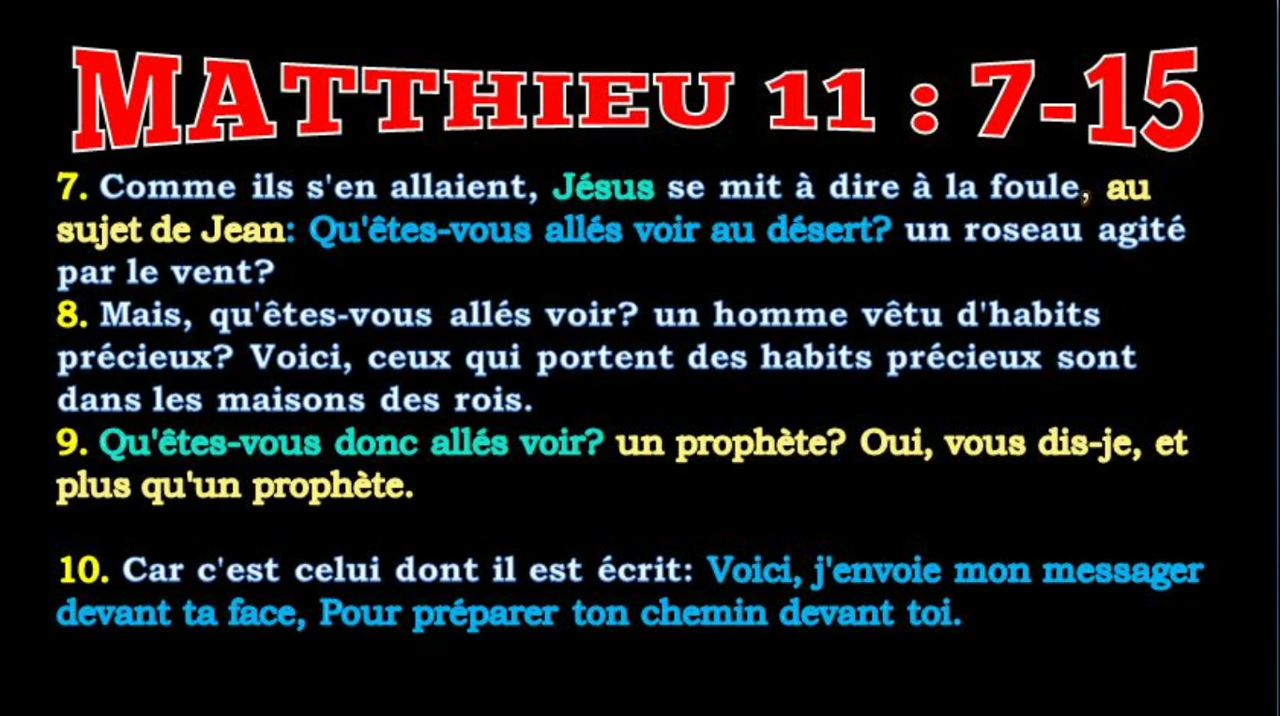 MATTHIEU 11 : 7-15
7. Comme ils s'en allaient, Jésus se mit à dire à la foule, au
sujet de Jean: Qu'êtes-vous allés voir au désert? un roseau agité
par le vent?
8. Mais, qu'êtes-vous allés voir? un homme vêtu d'habits
précieux? Voici, ceux qui portent des habits précieux sont
dans les maisons des rois.
9. Qu'êtes-vous donc allés voir? un prophète? Oui, vous dis-je, et
plus qu'un prophète.
10. Car c'est celui dont il est écrit: Voici, j'envoie mon messager
devant ta face, Pour préparer ton chemin devant toi.